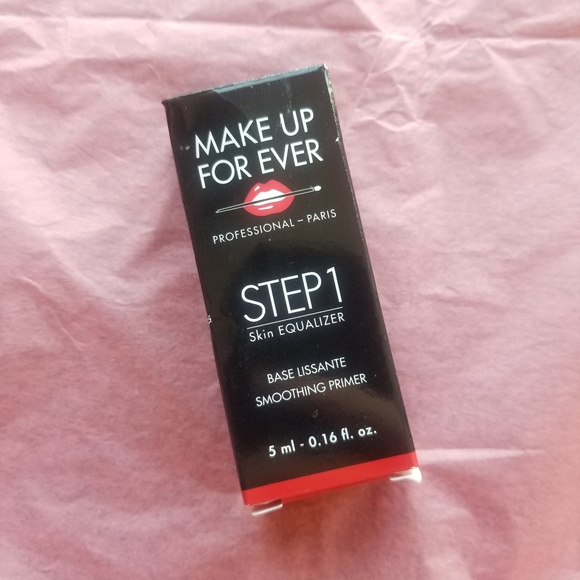 MAKE UP
FOR EVER
PROFESSIONAL – PARIS
STEP 1
Skin EQUALIZER
BASE LISSANTE
SMOOTHING PRIMER
5 ml - 0.16 fl. oz.